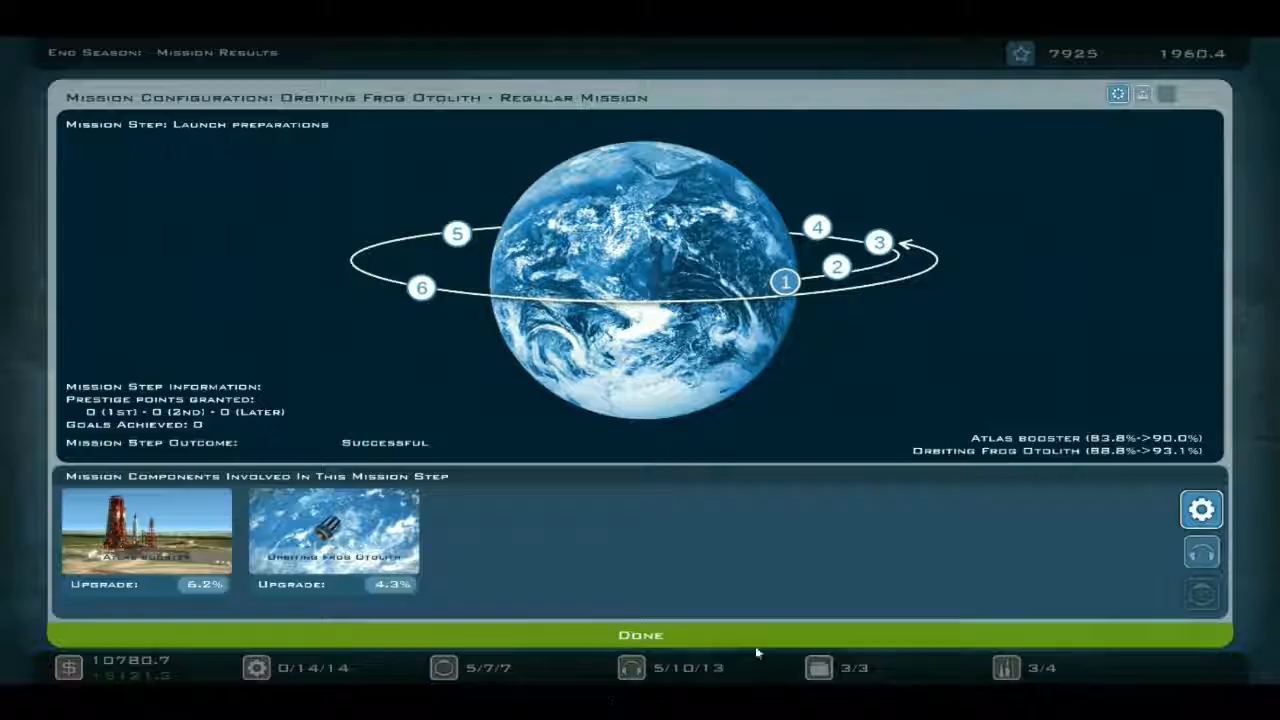 End Season: Mission Results
7925
1960.4
Mission Configuration: Orbiting Frog Otolith - Regular Mission
Mission Step: Launch preparations
5
4
3
2
1
6
Mission Step Information:
Prestige Points Granted:
0 (1st) - 0 (2nd) - 0 (Later)
Goals Achieved: 0
Mission Step Outcome: Successful
Atlas booster (83.8%->90.0%)
Orbiting Frog Otolith (88.8%->93.1%)
Mission Components Involved In This Mission Step
Atlas Booster
Orbiting Frog Otolith
Upgrade: 6.2%
Upgrade: 4.3%
Done
$ 10780.7
0/14/14
5/7/7
5/10/13
3/3
3/4